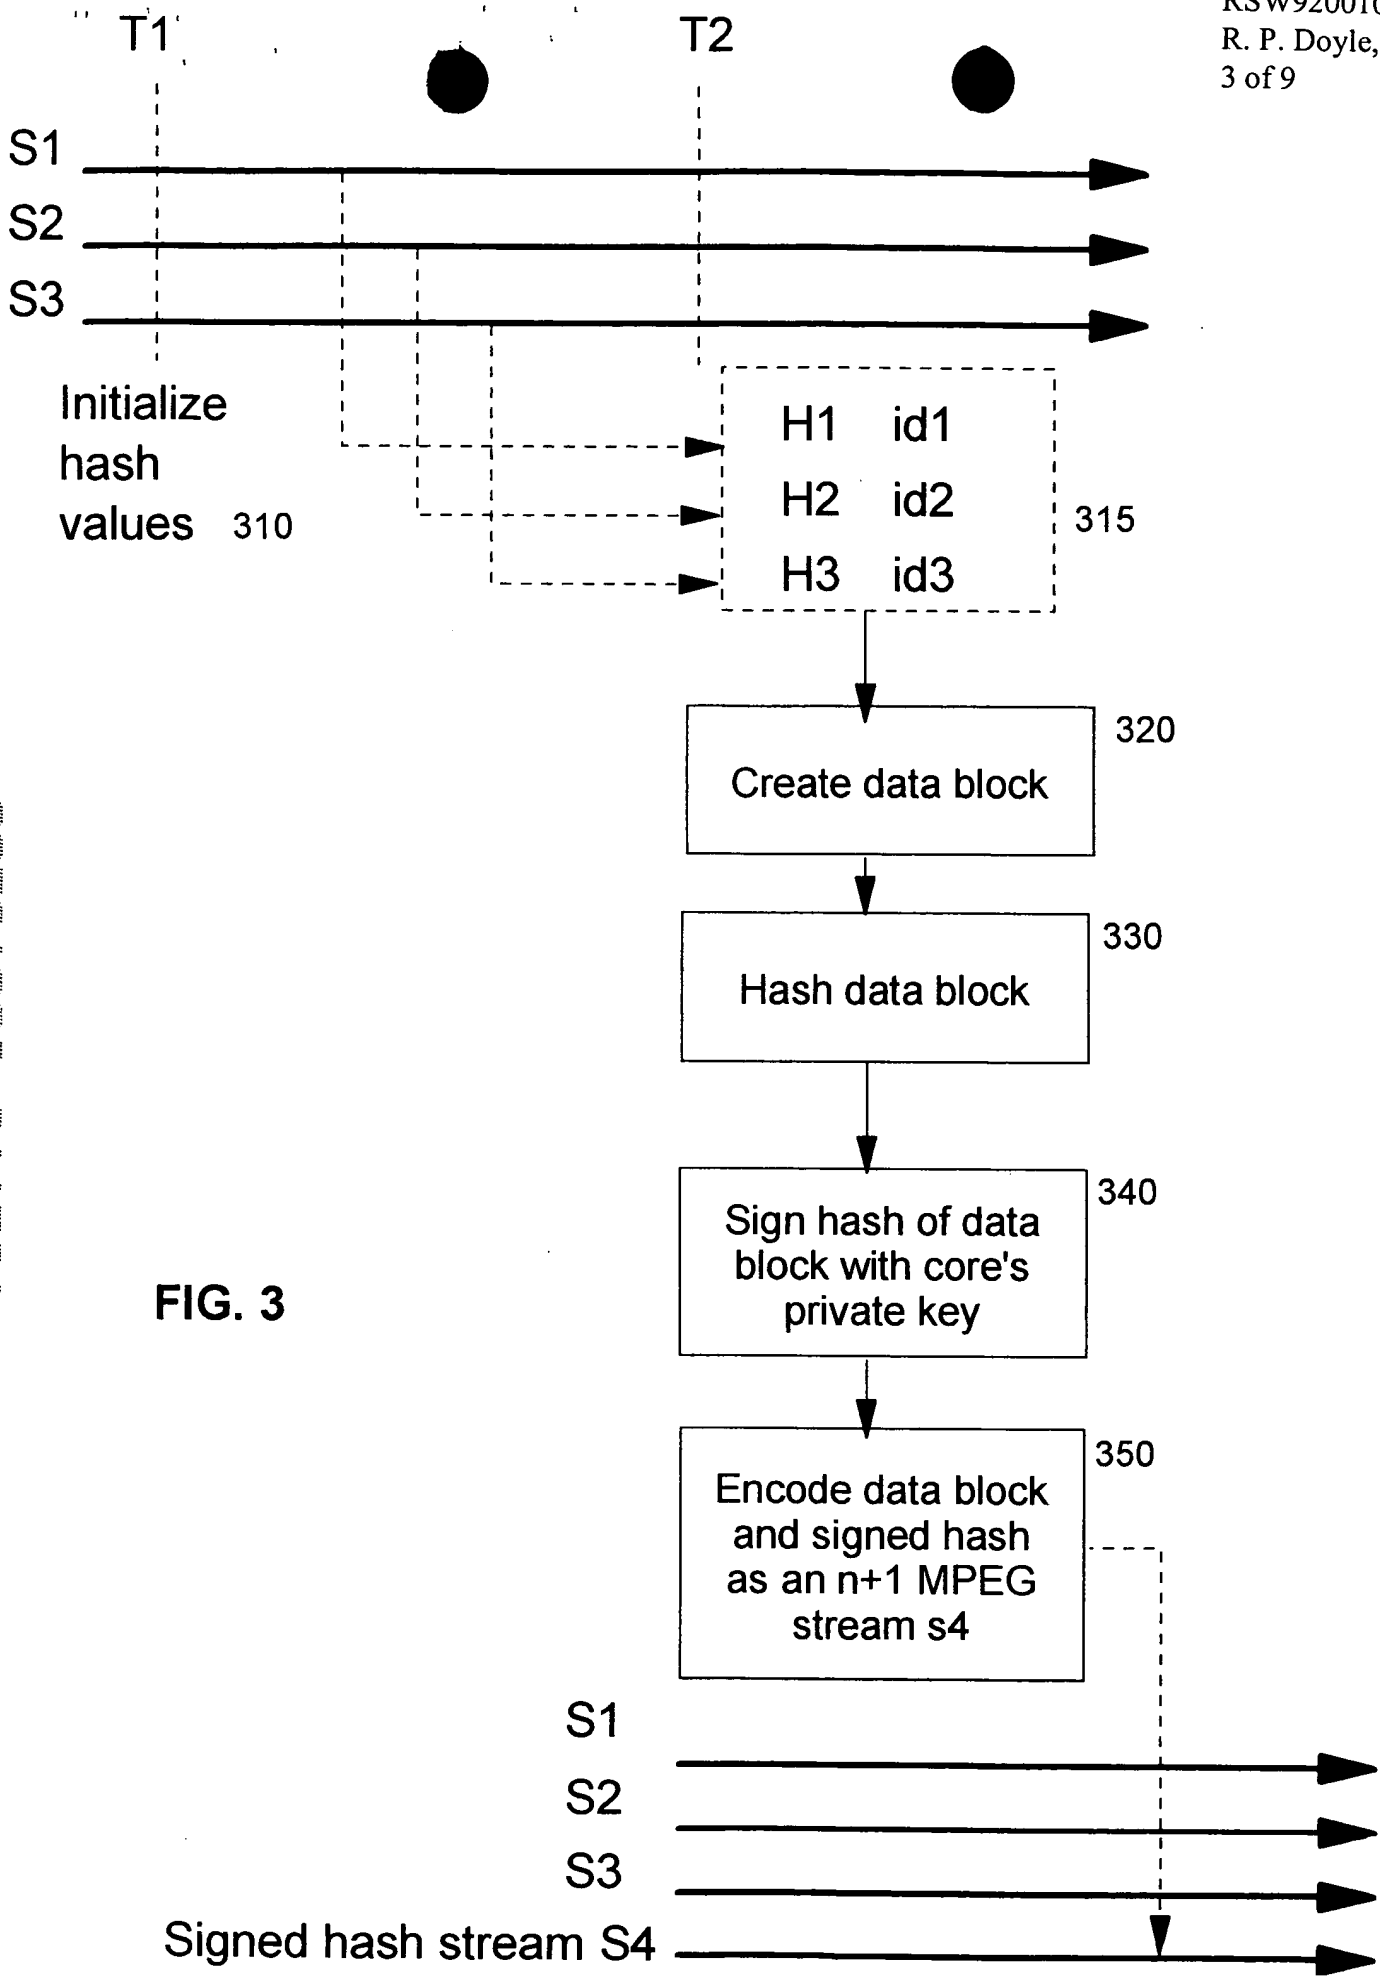 RSW920010
R. P. Doyle,
3 of 9
T1 T2
S1
S2
S3
Initialize
hash
values 310
H1 id1
H2 id2
H3 id3
315
320
Create data block
330
Hash data block
340
Sign hash of data
block with core's
private key
FIG. 3
350
Encode data block
and signed hash
as an n+1 MPEG
stream s4
S1
S2
S3
Signed hash stream S4